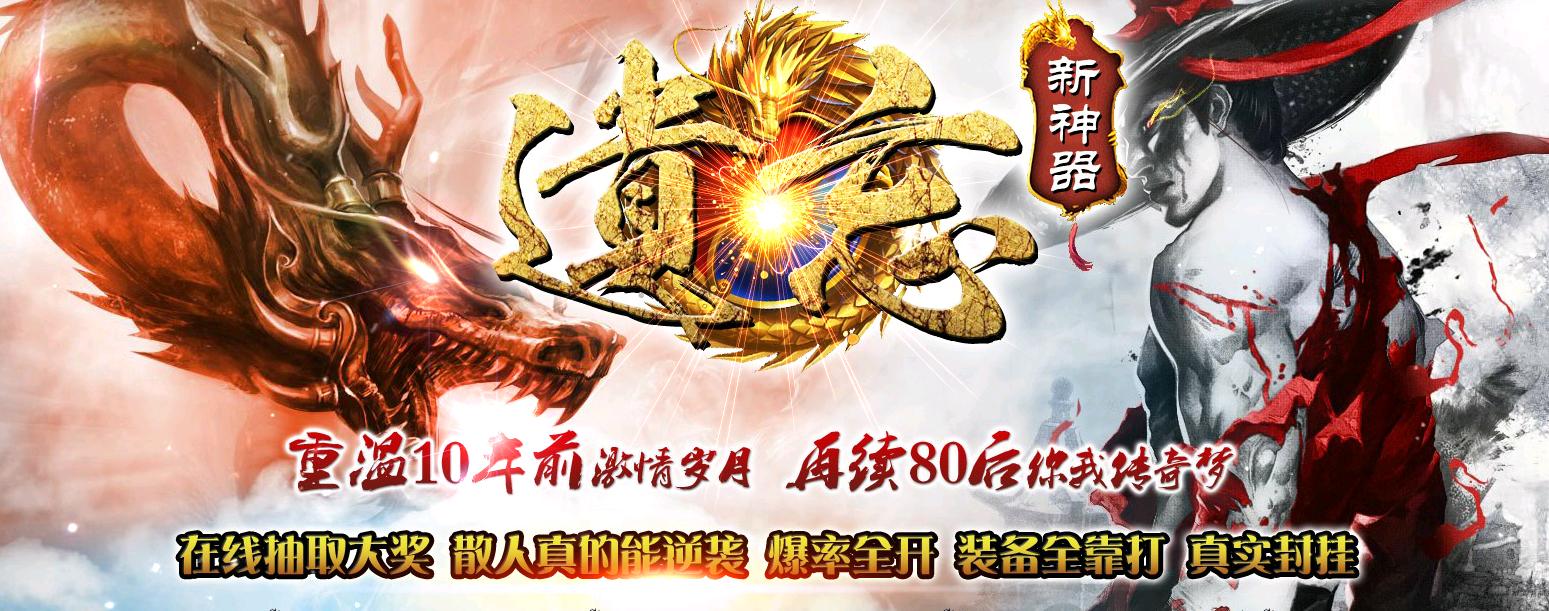 遗忘
新神器
重温10年前激情岁月 再续80后你我传奇梦
在线抽取大奖 散人真的能逆袭 爆率全开 装备全靠打 真实封挂